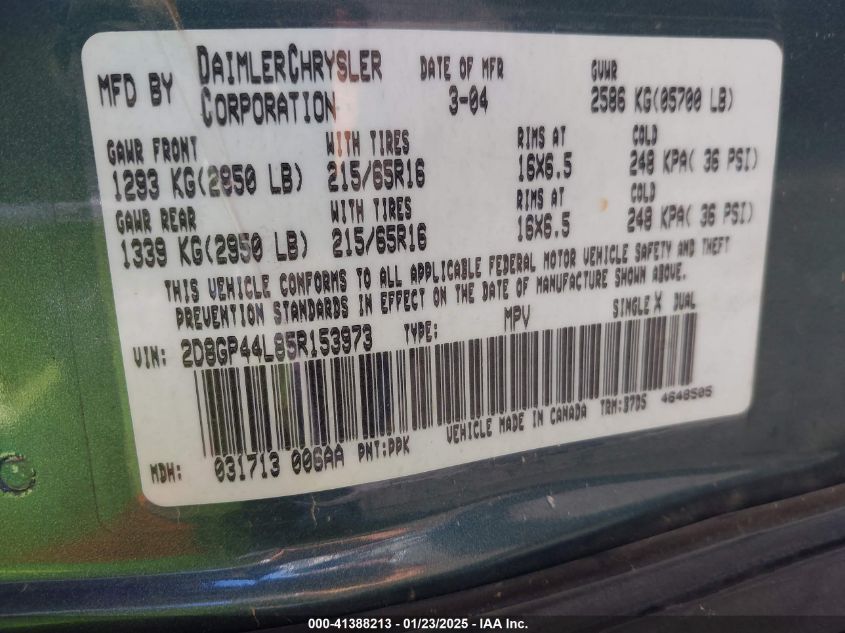 MFD BY DAIMLERCHRYSLER CORPORATION DATE OF MFR 3-04 GVWR 2586 KG(05700 LB)
GAWR FRONT WITH TIRES RIMS AT COLD
1293 KG(2850 LB) 215/65R16 16X6.5 248 KPA( 36 PSI)
GAWR REAR WITH TIRES RIMS AT COLD
1339 KG(2950 LB) 215/65R16 16X6.5 248 KPA( 36 PSI)
THIS VEHICLE CONFORMS TO ALL APPLICABLE FEDERAL MOTOR VEHICLE SAFETY AND THEFT
PREVENTION STANDARDS IN EFFECT ON THE DATE OF MANUFACTURE SHOWN ABOVE.
VIN: 2D8GP44L85R153973 TYPE: MPV SINGLE X DUAL
MDH: 031713 006AA PNT:PPK VEHICLE MADE IN CANADA TRM:B7D5 4648505
000-41388213 - 01/23/2025 - IAA Inc.